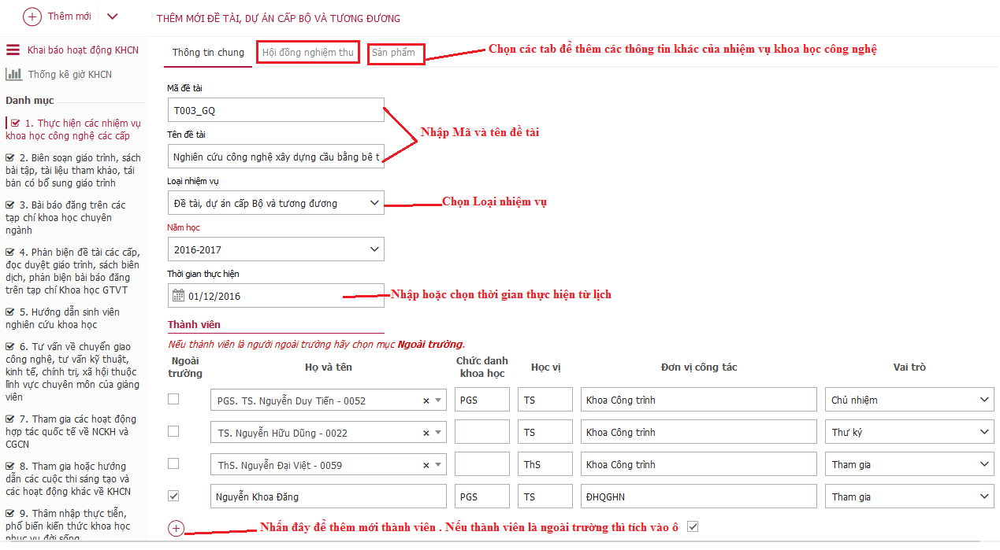 Thêm mới
THÊM MỚI ĐỀ TÀI, DỰ ÁN CẤP BỘ VÀ TƯƠNG ĐƯƠNG
Khai báo hoạt động KHCN
Thống kê giờ KHCN
Danh mục
1. Thực hiện các nhiệm vụ
khoa học công nghệ các cấp
2. Biên soạn giáo trình, sách
bài tập, tài liệu tham khảo, tái
bản có bổ sung giáo trình
3. Bài báo đăng trên các
tạp chí khoa học chuyên
ngành
4. Phản biện đề tài các cấp,
đọc duyệt giáo trình, sách biên
dịch, phản biện bài báo đăng
trên tạp chí Khoa học GTVT
5. Hướng dẫn sinh viên
nghiên cứu khoa học
6. Tư vấn về chuyển giao
công nghệ, tư vấn kỹ thuật,
kinh tế, chính trị, xã hội thuộc
lĩnh vực chuyên môn của giảng
viên
7. Tham gia các hoạt động
hợp tác quốc tế về NCKH và
CGCN
8. Tham gia hoặc hướng
dẫn các cuộc thi sáng tạo và
các hoạt động khác về KHCN
9. Thâm nhập thực tiễn,
phổ biến kiến thức khoa học
phục vụ đời sống
Thông tin chung Hội đồng nghiệm thu Sản phẩm Chọn các tab để thêm các thông tin khác của nhiệm vụ khoa học công nghệ
Mã đề tài
T003_GQ
Nhập Mã và tên đề tài
Tên đề tài
Nghiên cứu công nghệ xây dựng cầu bằng bê t
Loại nhiệm vụ
Đề tài, dự án cấp Bộ và tương đương Chọn Loại nhiệm vụ
Năm học
2016-2017
Thời gian thực hiện
01/12/2016 Nhập hoặc chọn thời gian thực hiện từ lịch
Thành viên
Nếu thành viên là người ngoài trường hãy chọn mục Ngoài trường.
Ngoài trường Họ và tên Chức danh khoa học Học vị Đơn vị công tác Vai trò
PGS. TS. Nguyễn Duy Tiến - 0052 × PGS TS Khoa Công trình Chủ nhiệm
TS. Nguyễn Hữu Dũng - 0022 × TS Khoa Công trình Thư ký
ThS. Nguyễn Đại Việt - 0059 × ThS Khoa Công trình Tham gia
Nguyễn Khoa Đăng PGS TS ĐHQGHN Tham gia
Nhấn đây để thêm mới thành viên . Nếu thành viên là ngoài trường thì tích vào ô